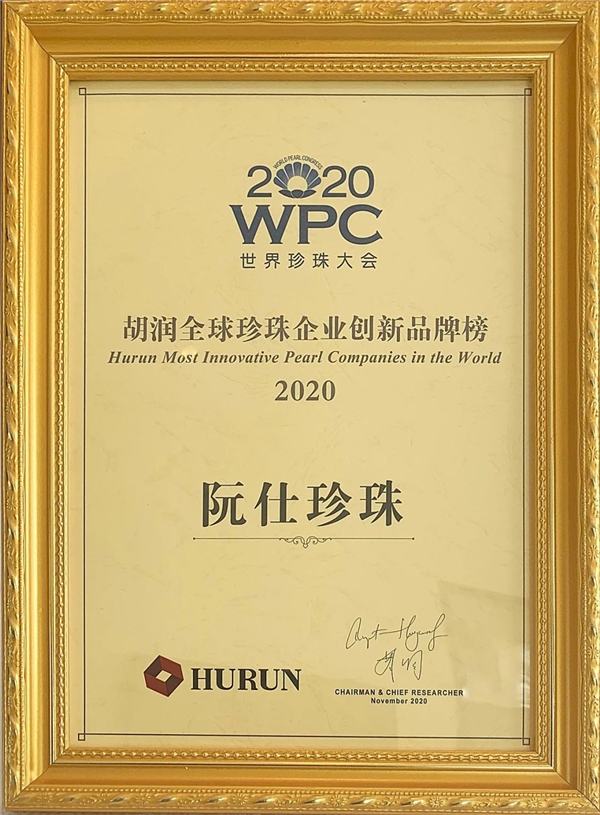 WORLD PEARL CONGRESS
2020
WPC
世界珍珠大会
胡润全球珍珠企业创新品牌榜
Hurun Most Innovative Pearl Companies in the World
2020
阮仕珍珠
胡润
HURUN
CHAIRMAN & CHIEF RESEARCHER
November 2020